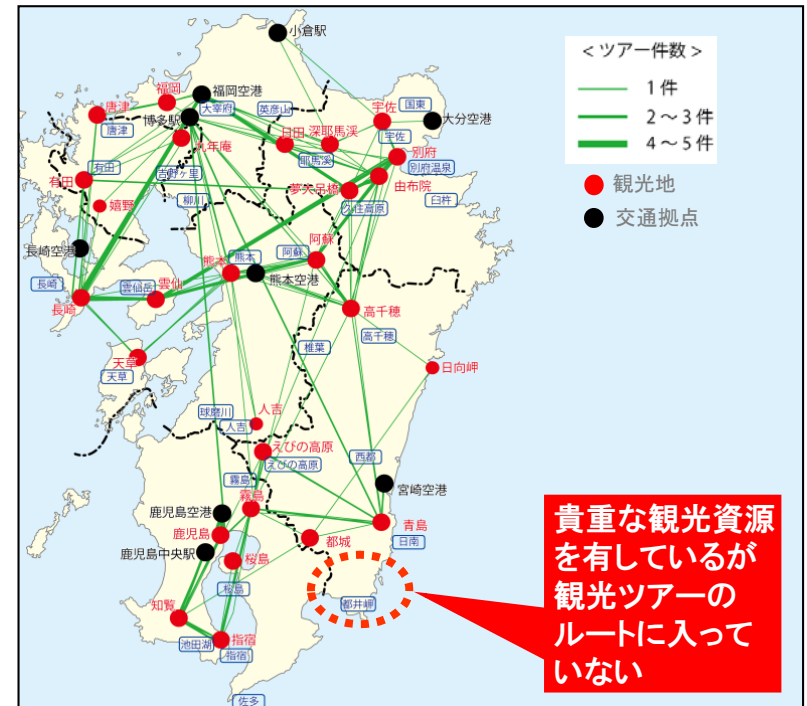 小倉駅
＜ツアー件数＞
1件
2～3件
4～5件
観光地
交通拠点
福岡
福岡空港
唐津
唐津
博多駅
大宰府
英彦山
宇佐
国東
大分空港
日田
深耶馬渓
宇佐
九年庵
別府
有田
吉野ヶ里
耶馬溪
別府温泉
有田
夢大吊橋
由布院
嬉野
柳川
久住高原
臼杵
長崎空港
阿蘇
阿蘇
熊本
熊本
熊本空港
長崎
長崎
雲仙岳
雲仙
高千穂
高千穂
椎葉
天草
天草
日向岬
球磨川
人吉
人吉
えびの高原
えびの高原
西都
霧島
霧島
宮崎空港
鹿児島空港
鹿児島
鹿児島中央駅
青島
日南
都城
桜島
桜島
都井岬
知覧
池田湖
指宿
指宿
佐多
貴重な観光資源
を有しているが
観光ツアーの
ルートに入って
いない